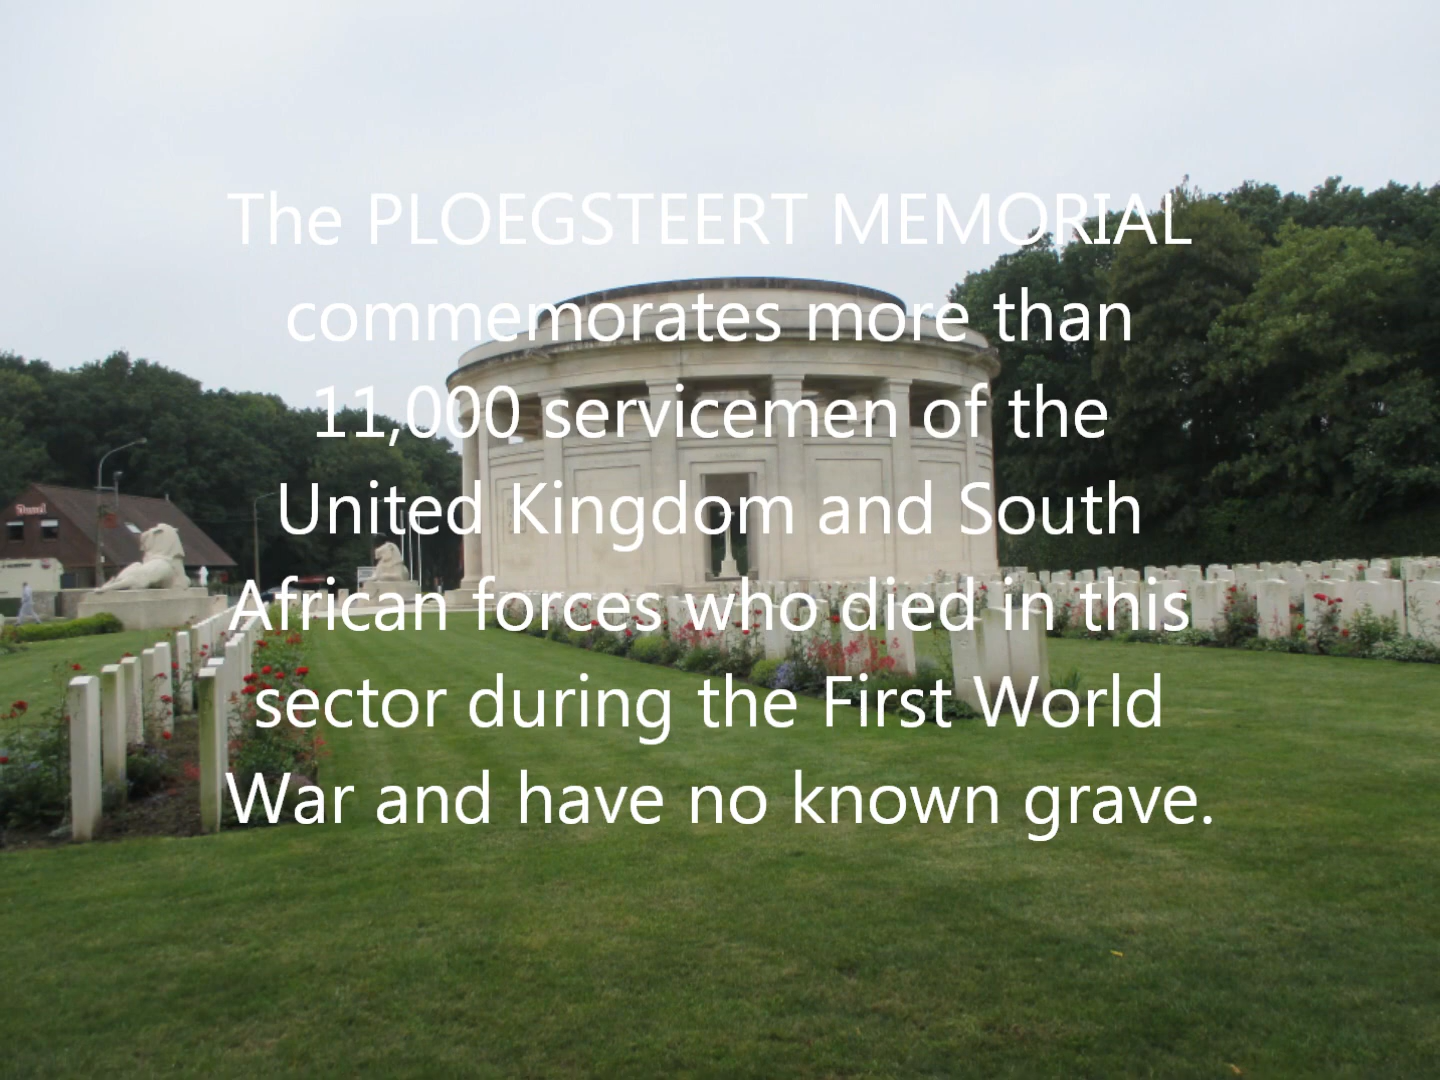 The PLOEGSTEERT MEMORIAL
commemorates more than
11,000 servicemen of the
United Kingdom and South
African forces who died in this
sector during the First World
War and have no known grave.